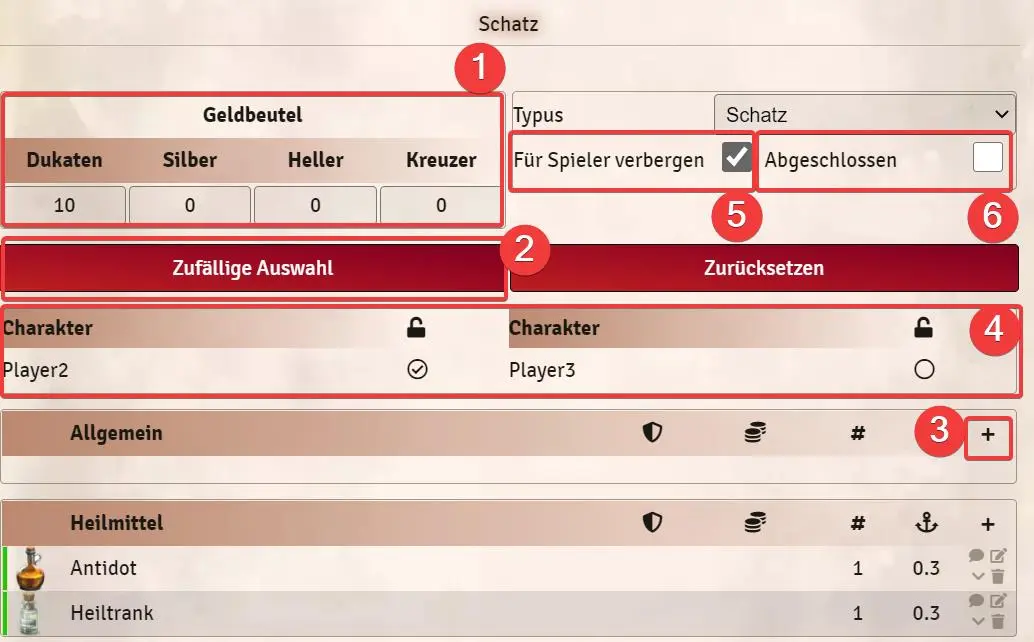 Schatz
1
Geldbeutel
Typus Schatz
Dukaten Silber Heller Kreuzer
Für Spieler verbergen Abgeschlossen
10 0 0 0
5 6
2
Zufällige Auswahl Zurücksetzen
Charakter Charakter 4
Player2 Player3
Allgemein # 3 +
Heilmittel # +
Antidot 1 0.3
Heiltrank 1 0.3